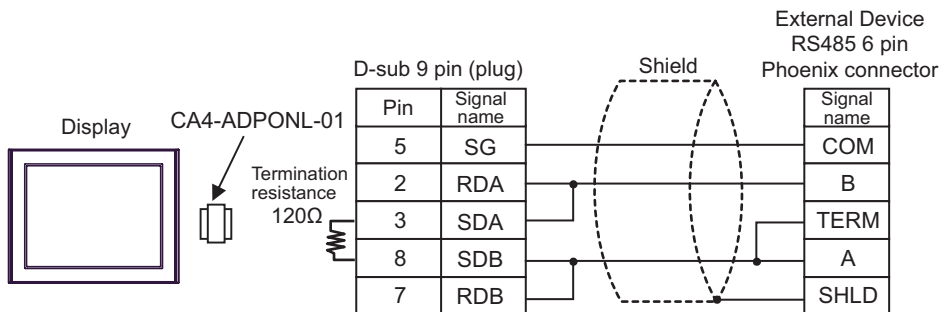 External Device
RS485 6 pin
Phoenix connector
D-sub 9 pin (plug)
Shield
Display
CA4-ADPONL-01
Termination
resistance
120Ω
Pin
Signal
name
5
SG
2
RDA
3
SDA
8
SDB
7
RDB
Signal
name
COM
B
TERM
A
SHLD